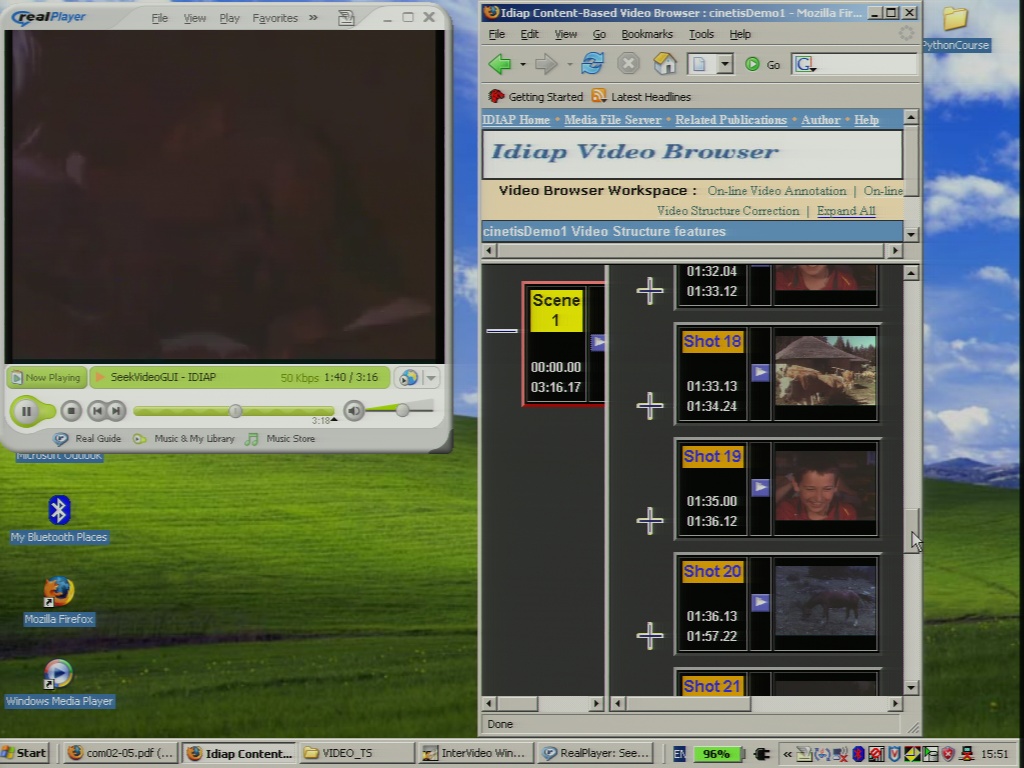 realPlayer File View Play Favorites »
Now Playing SeekVideoGUI - IDIAP 50 Kbps 1:40 / 3:16
3:18
Real Guide Music & My Library Music Store
Microsoft Outlook
My Bluetooth Places
Mozilla Firefox
Windows Media Player
PythonCourse
Idiap Content-Based Video Browser : cinetisDemo1 - Mozilla Fir...
File Edit View Go Bookmarks Tools Help
Go G
Getting Started Latest Headlines
IDIAP Home • Media File Server • Related Publications • Author • Help
Idiap Video Browser
Video Browser Workspace : On-line Video Annotation | On-line
Video Structure Correction | Expand All
cinetisDemo1 Video Structure features
Scene
1
00:00.00
03:16.17
01:32.04
01:33.12
Shot 18
01:33.13
01:34.24
Shot 19
01:35.00
01:36.12
Shot 20
01:36.13
01:57.22
Shot 21
Done
Start com02-05.pdf (... Idiap Content... VIDEO_TS InterVideo Win... RealPlayer: See... EN 96% « 15:51